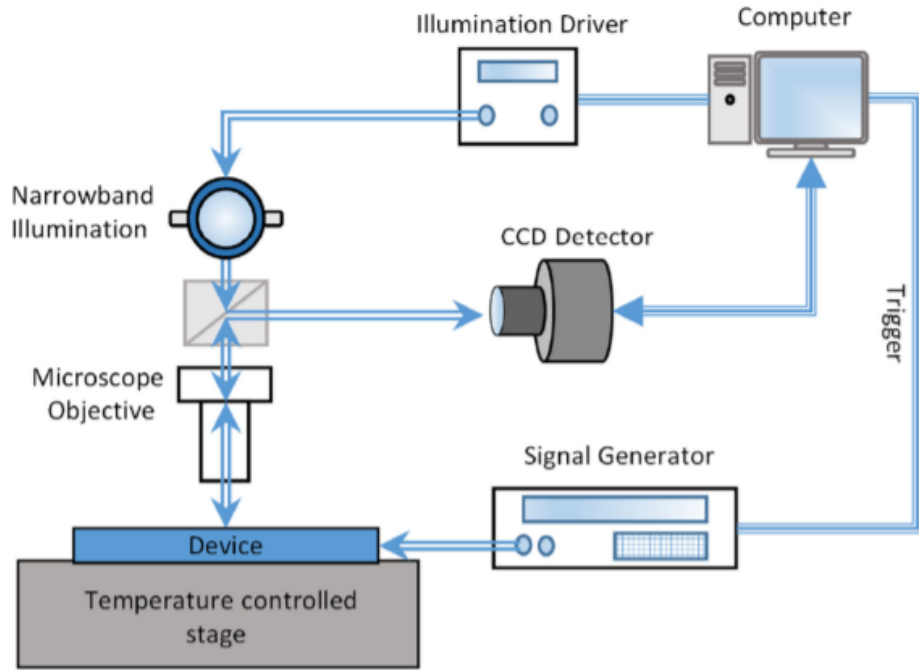 Illumination Driver
Computer
Narrowband
Illumination
CCD Detector
Trigger
Microscope
Objective
Signal Generator
Device
Temperature controlled
stage